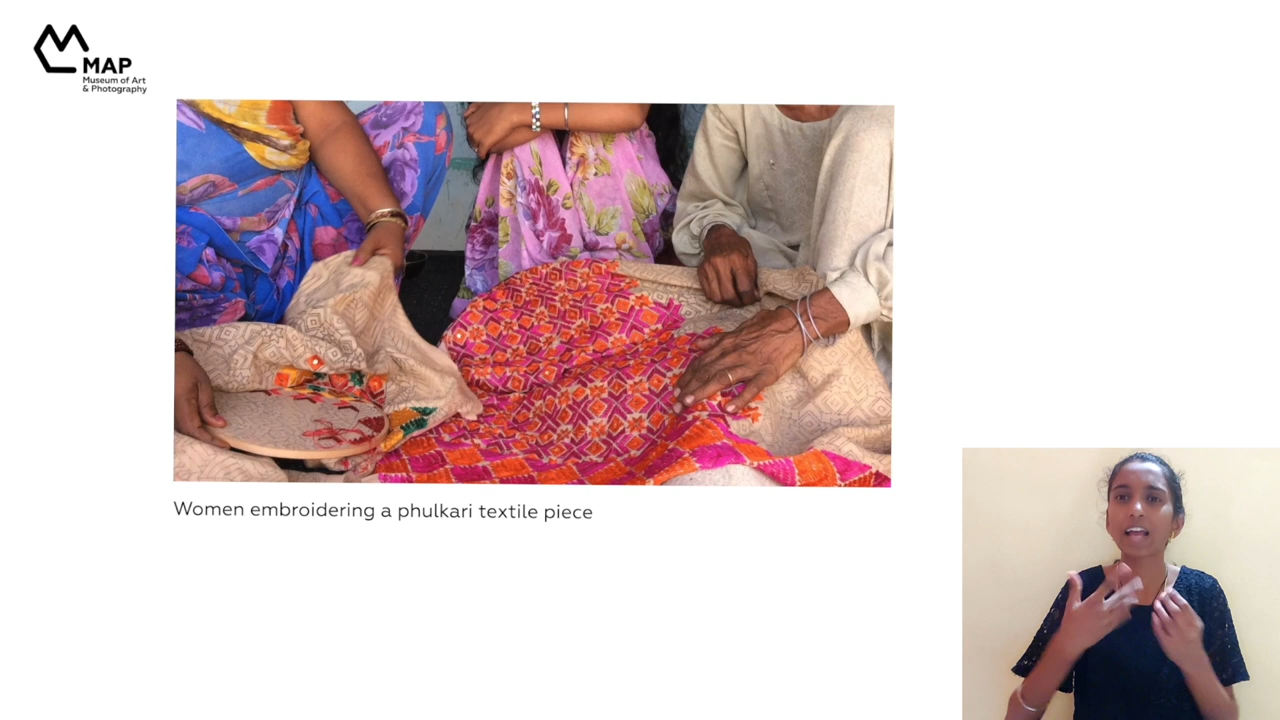 MAP
Museum of Art
& Photography
Women embroidering a phulkari textile piece